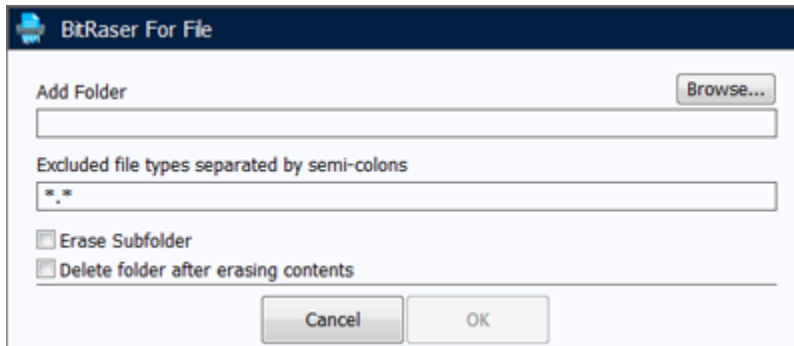 BitRaser For File
Add Folder
Browse...
Excluded file types separated by semi-colons
*.*
Erase Subfolder
Delete folder after erasing contents
Cancel
OK